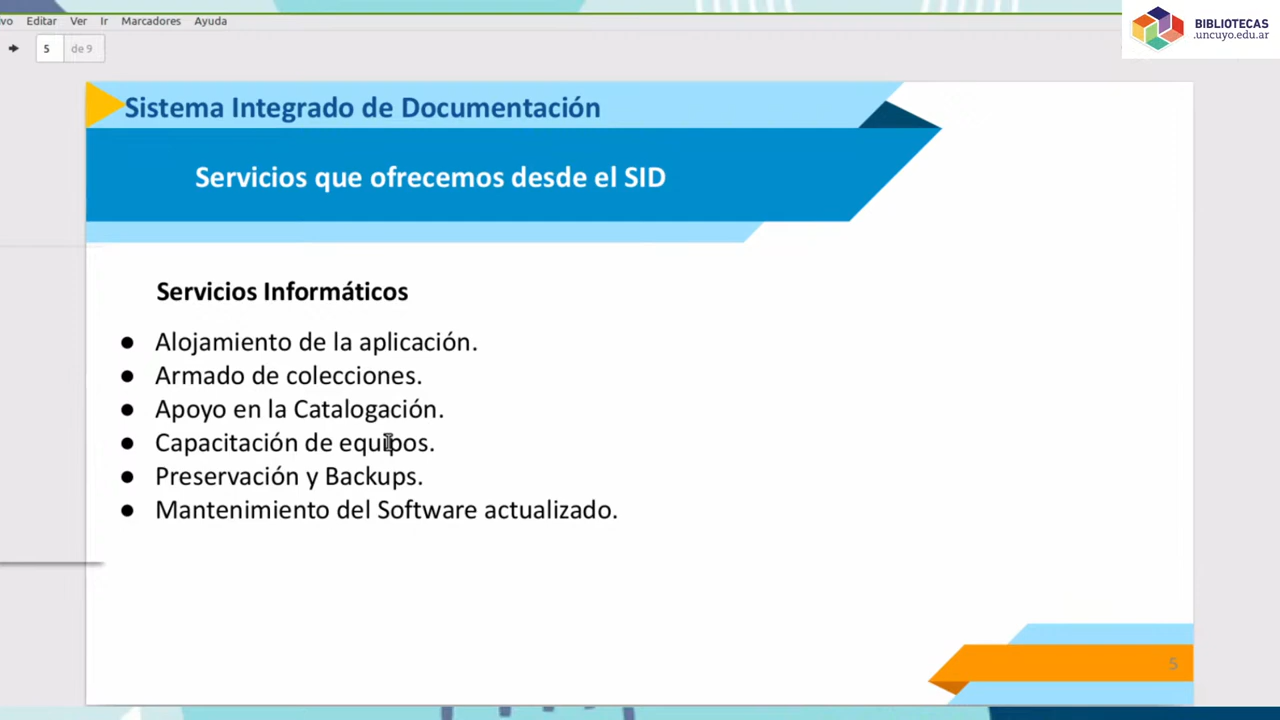 vo Editar Ver Ir Marcadores Ayuda
BIBLIOTECAS
.uncuyo.edu.ar
5 de 9
Sistema Integrado de Documentación
Servicios que ofrecemos desde el SID
Servicios Informáticos
● Alojamiento de la aplicación.
● Armado de colecciones.
● Apoyo en la Catalogación.
● Capacitación de equipos.
● Preservación y Backups.
● Mantenimiento del Software actualizado.
5